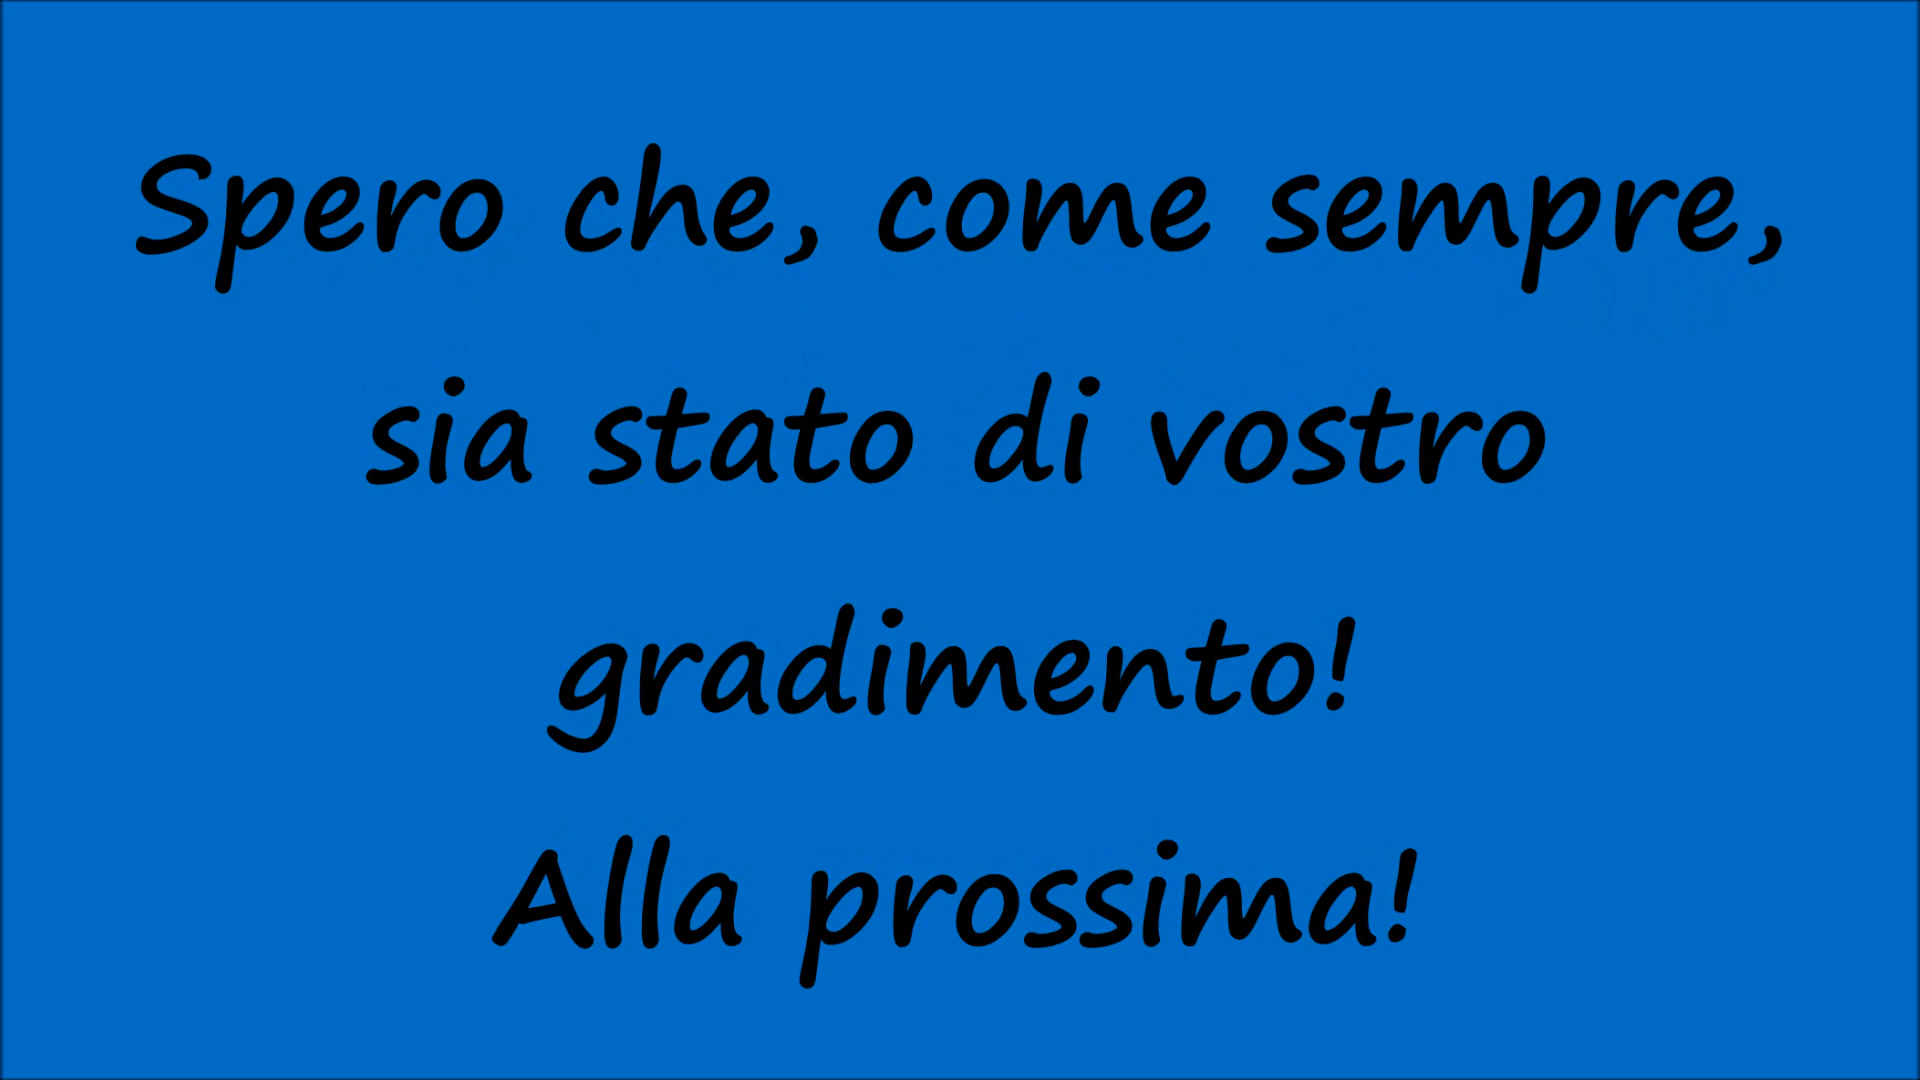 Spero che, come sempre,
sia stato di vostro
gradimento!
Alla prossima!